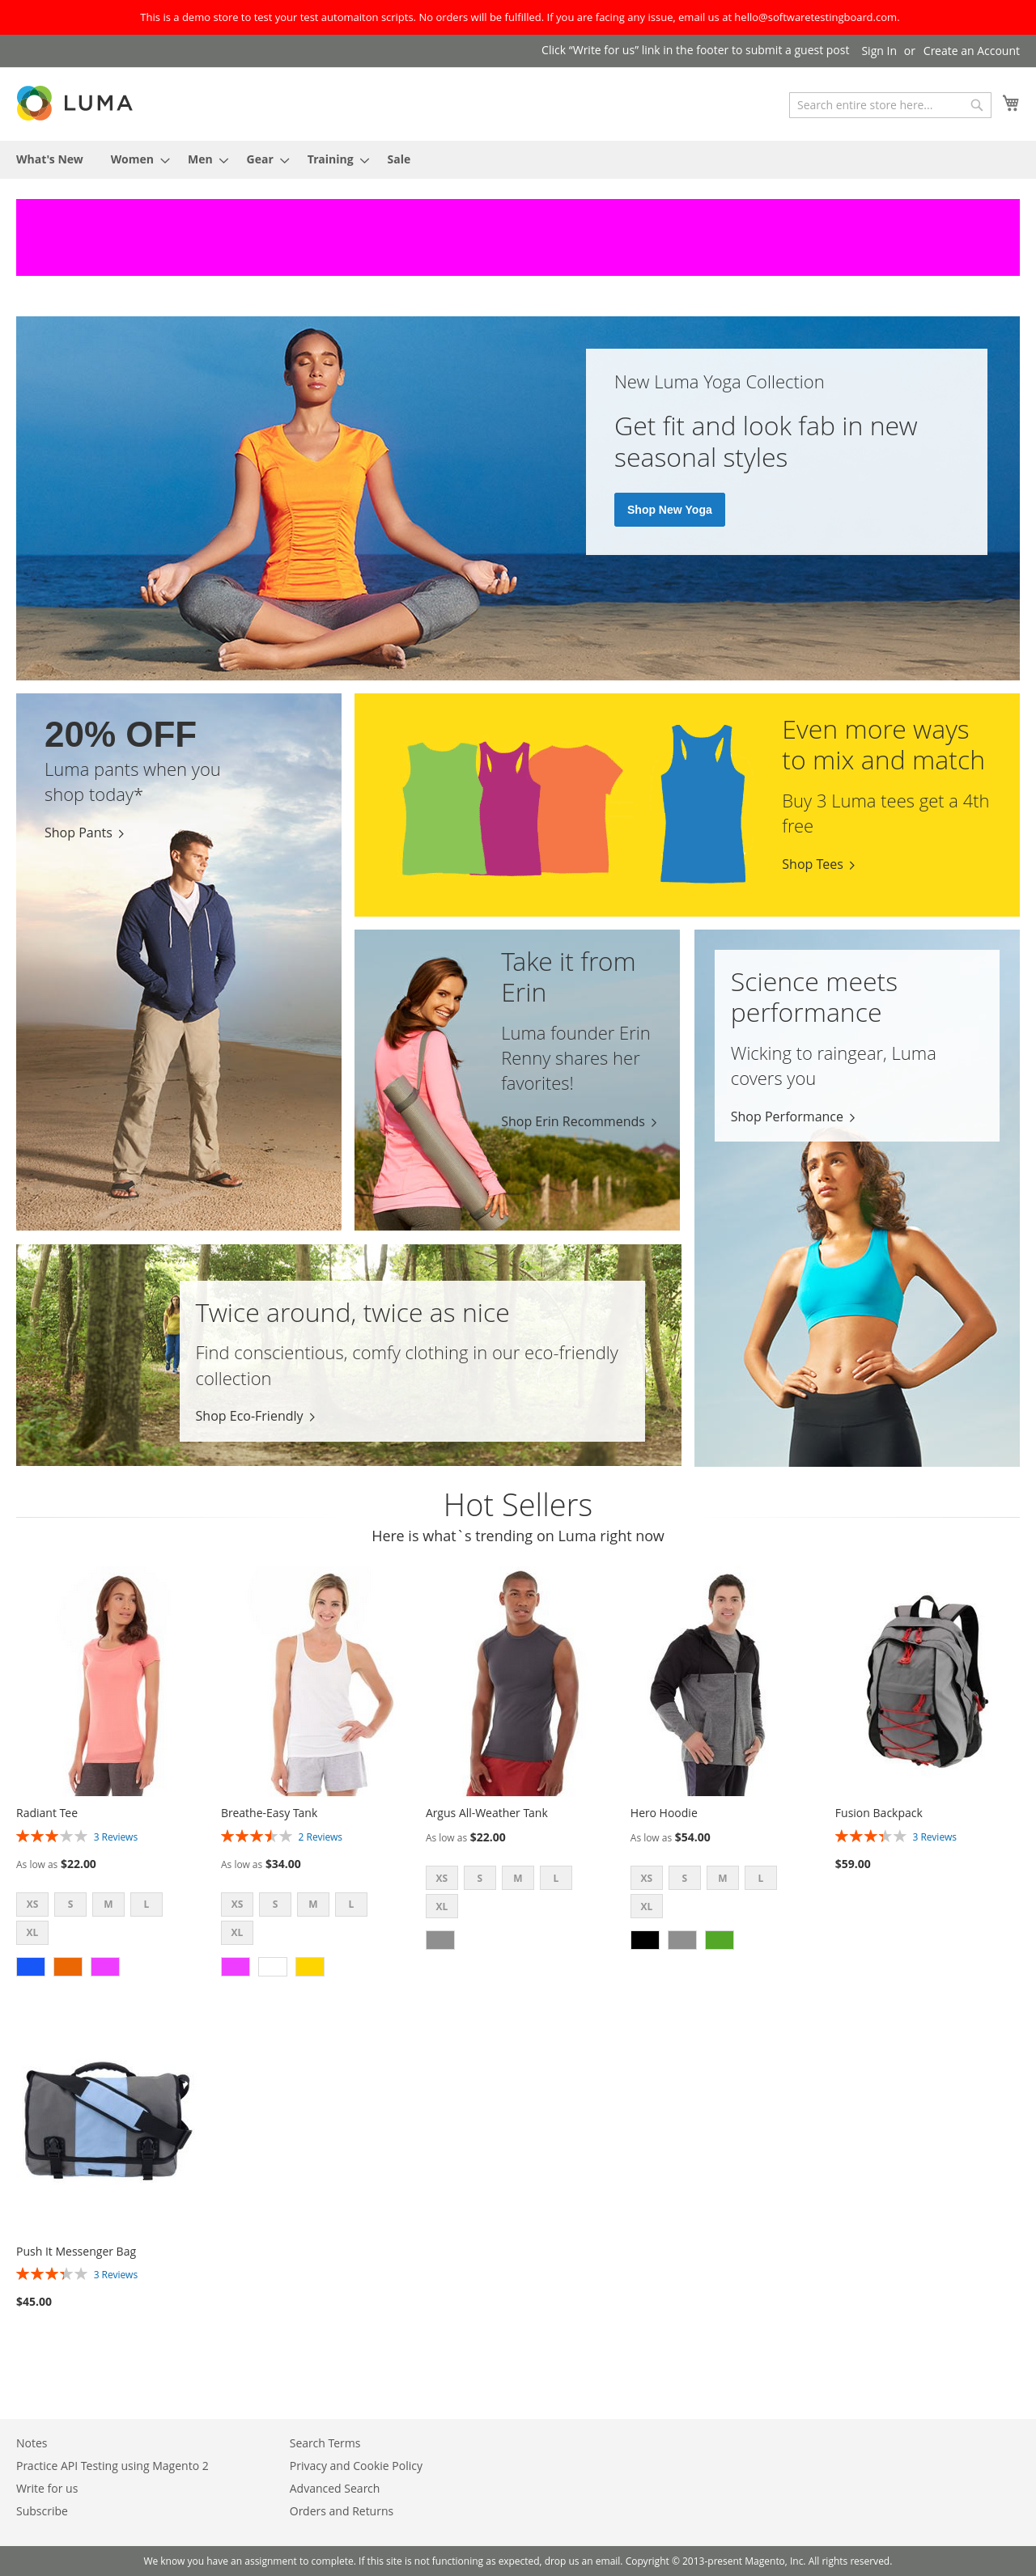 This is a demo store to test your test automaiton scripts. No orders will be fulfilled. If you are facing any issue, email us at hello@softwaretestingboard.com.
Click “Write for us” link in the footer to submit a guest post Sign In or Create an Account
LUMA
Search entire store here...
What's New Women Men Gear Training Sale
New Luma Yoga Collection
Get fit and look fab in new
seasonal styles
Shop New Yoga
20% OFF
Luma pants when you
shop today*
Shop Pants
Even more ways
to mix and match
Buy 3 Luma tees get a 4th
free
Shop Tees
Take it from
Erin
Luma founder Erin
Renny shares her
favorites!
Shop Erin Recommends
Science meets
performance
Wicking to raingear, Luma
covers you
Shop Performance
Twice around, twice as nice
Find conscientious, comfy clothing in our eco-friendly
collection
Shop Eco-Friendly
Hot Sellers
Here is what`s trending on Luma right now
Radiant Tee
3 Reviews
As low as $22.00
XS S M L
XL
Breathe-Easy Tank
2 Reviews
As low as $34.00
XS S M L
XL
Argus All-Weather Tank
As low as $22.00
XS S M L
XL
Hero Hoodie
As low as $54.00
XS S M L
XL
Fusion Backpack
3 Reviews
$59.00
Push It Messenger Bag
3 Reviews
$45.00
Notes
Practice API Testing using Magento 2
Write for us
Subscribe
Search Terms
Privacy and Cookie Policy
Advanced Search
Orders and Returns
We know you have an assignment to complete. If this site is not functioning as expected, drop us an email. Copyright © 2013-present Magento, Inc. All rights reserved.